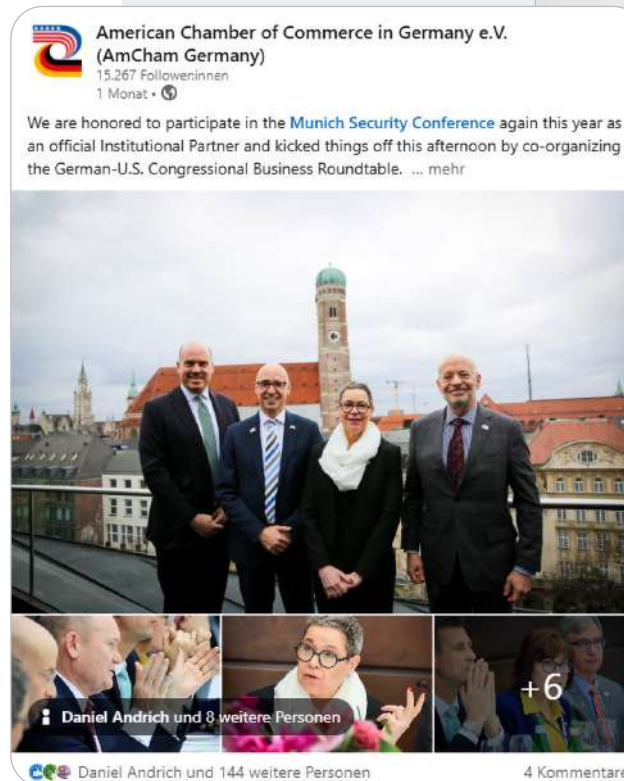 American Chamber of Commerce in Germany e.V.
(AmCham Germany)
15.267 Follower:innen
1 Monat •
We are honored to participate in the Munich Security Conference again this year as
an official Institutional Partner and kicked things off this afternoon by co-organizing
the German-U.S. Congressional Business Roundtable. ... mehr
+6
Daniel Andrich und 8 weitere Personen
Daniel Andrich und 144 weitere Personen
4 Kommentare